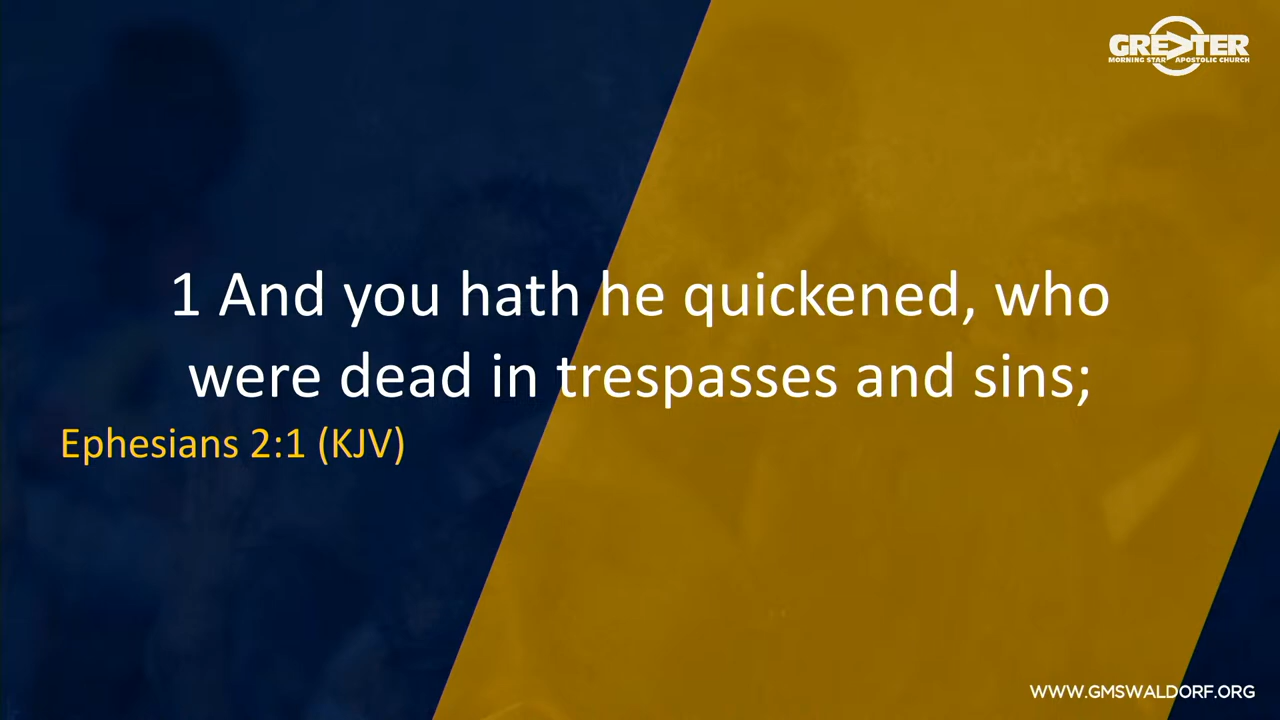 GREATER
MORNING STAR APOSTOLIC CHURCH
1 And you hath he quickened, who
were dead in trespasses and sins;
Ephesians 2:1 (KJV)
WWW.GMSWALDORF.ORG